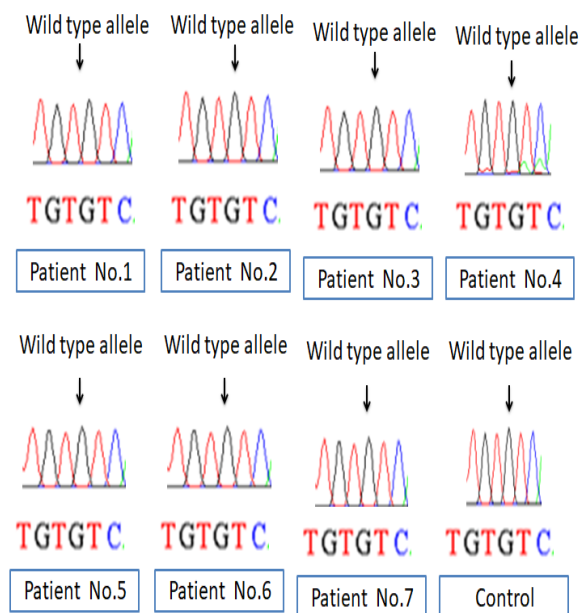 Wild type allele Wild type allele Wild type allele Wild type allele
TGTGTC. TGTGTC. TGTGTC. TGTGTC.
Patient No.1 Patient No.2 Patient No.3 Patient No.4
Wild type allele Wild type allele Wild type allele Wild type allele
TGTGTC. TGTGTC. TGTGTC. TGTGTC.
Patient No.5 Patient No.6 Patient No.7 Control